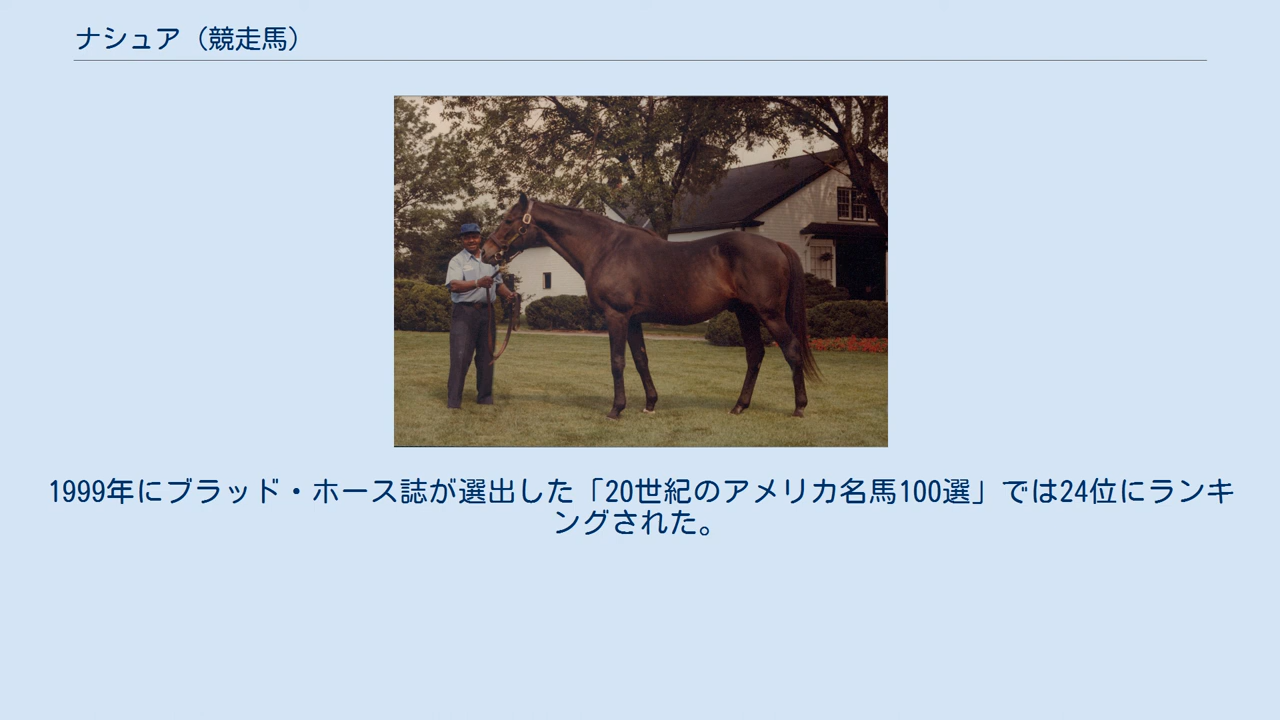 ナシュア（競走馬）
1999年にブラッド・ホース誌が選出した「20世紀のアメリカ名馬100選」では24位にランキ
ングされた。